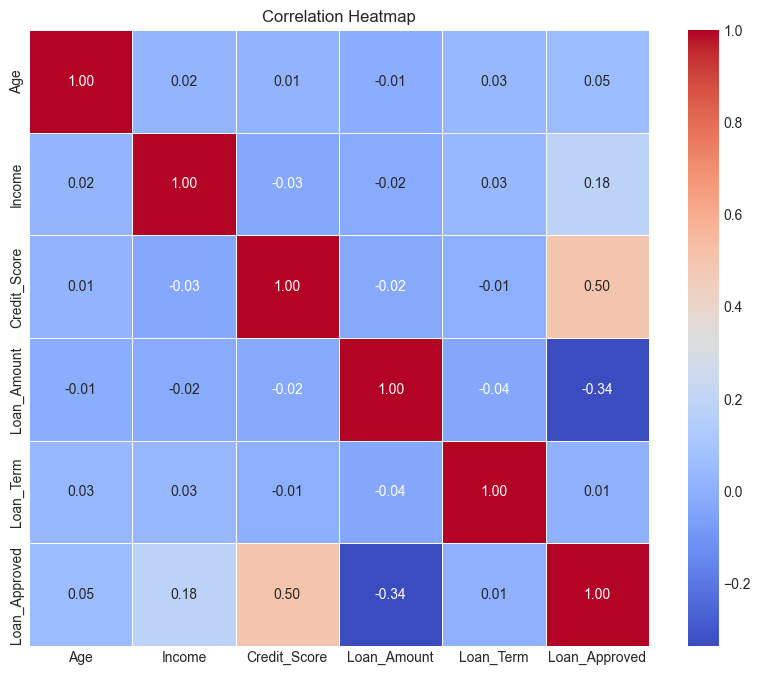 Correlation Heatmap
Age 1.00 0.02 0.01 -0.01 0.03 0.05
Income 0.02 1.00 -0.03 -0.02 0.03 0.18
Credit_Score 0.01 -0.03 1.00 -0.02 -0.01 0.50
Loan_Amount -0.01 -0.02 -0.02 1.00 -0.04 -0.34
Loan_Term 0.03 0.03 -0.01 -0.04 1.00 0.01
Loan_Approved 0.05 0.18 0.50 -0.34 0.01 1.00
Age Income Credit_Score Loan_Amount Loan_Term Loan_Approved
1.0
0.8
0.6
0.4
0.2
0.0
−0.2